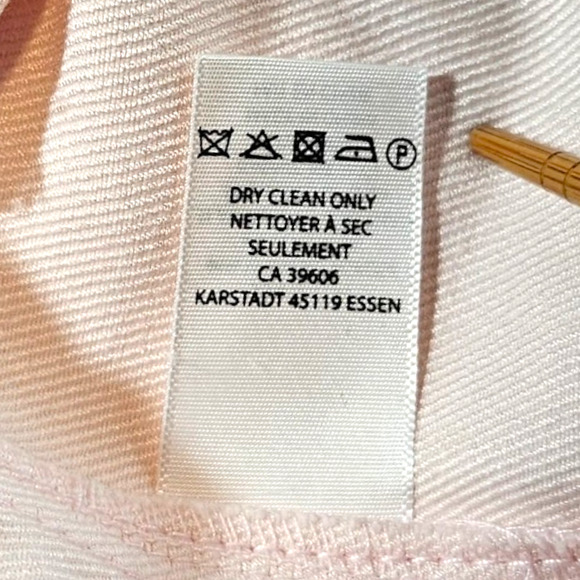 P
DRY CLEAN ONLY
NETTOYER À SEC
SEULEMENT
CA 39606
KARSTADT 45119 ESSEN